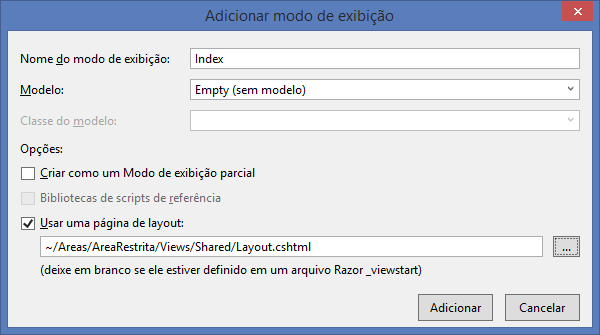 Adicionar modo de exibição
Nome do modo de exibição: Index
Modelo: Empty (sem modelo)
Classe do modelo:
Opções:
Criar como um Modo de exibição parcial
Bibliotecas de scripts de referência
Usar uma página de layout:
~/Areas/AreaRestrita/Views/Shared/Layout.cshtml ...
(deixe em branco se ele estiver definido em um arquivo Razor _viewstart)
Adicionar Cancelar